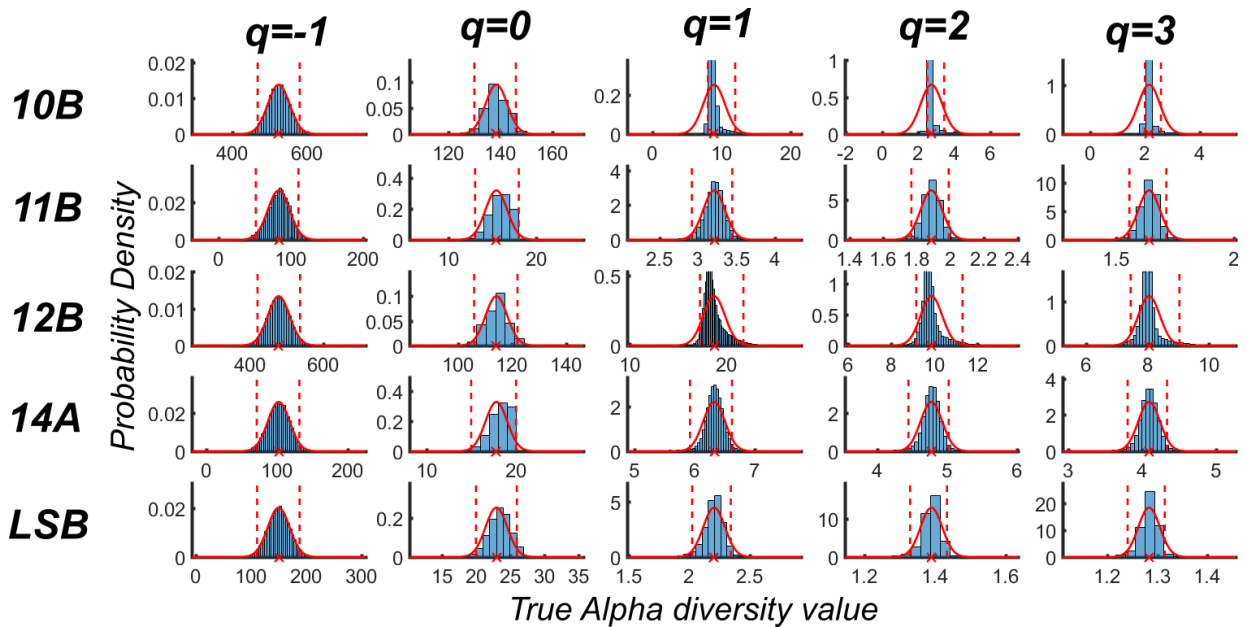 q=-1 q=0 q=1 q=2 q=3
10B
0.02 0.01 0 400 600
0.1 0.05 0 120 140 160
0.2 0 0 10 20
1 0.5 0 -2 0 2 4 6
1 0.5 0 0 2 4
11B
0.02 0 0 100 200
0.4 0.2 0 10 20
4 2 0 2.5 3 3.5 4
5 0 1.4 1.6 1.8 2 2.2 2.4
10 5 0 1.5 2
12B
0.02 0.01 0 200 400 600
0.1 0.05 0 100 120 140
0.5 0 10 20
1 0.5 0 6 8 10 12
1 0 6 8 10
14A
0.02 0 0 100 200
0.4 0.2 0 10 20
2 0 5 6 7
2 0 4 5 6
4 2 0 3 4 5
LSB
0.02 0 0 100 200 300
0.2 0 15 20 25 30 35
5 0 1.5 2 2.5
10 0 1.2 1.4 1.6
20 10 0 1.2 1.3 1.4
Probability Density
True Alpha diversity value